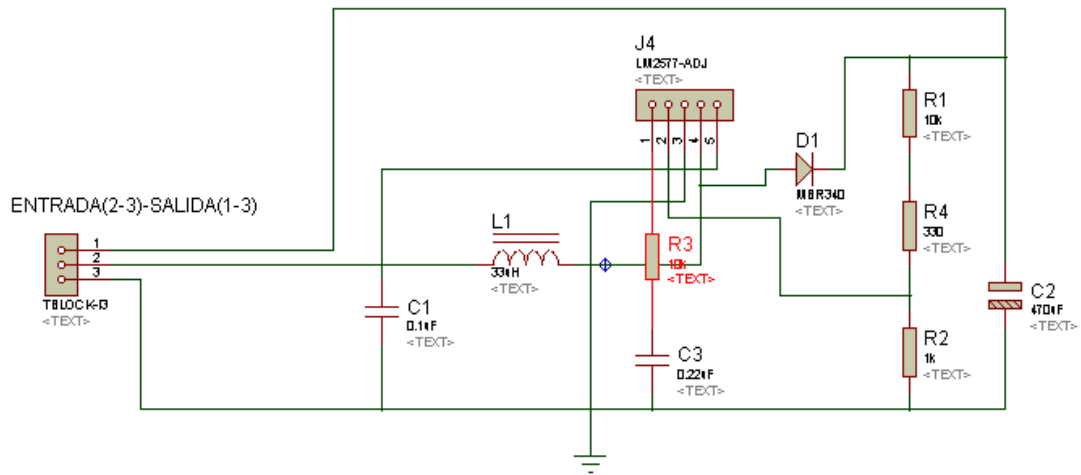 J4
LM2577-ADJ
<TEXT>
1
2
3
4
5
R1
10k
<TEXT>
D1
MBR340
<TEXT>
ENTRADA(2-3)-SALIDA(1-3)
1
2
3
TBLOCK-I3
<TEXT>
L1
33uH
<TEXT>
R3
<TEXT>
R4
330
<TEXT>
C1
0.1uF
<TEXT>
C2
470uF
<TEXT>
C3
0.22uF
<TEXT>
R2
1k
<TEXT>